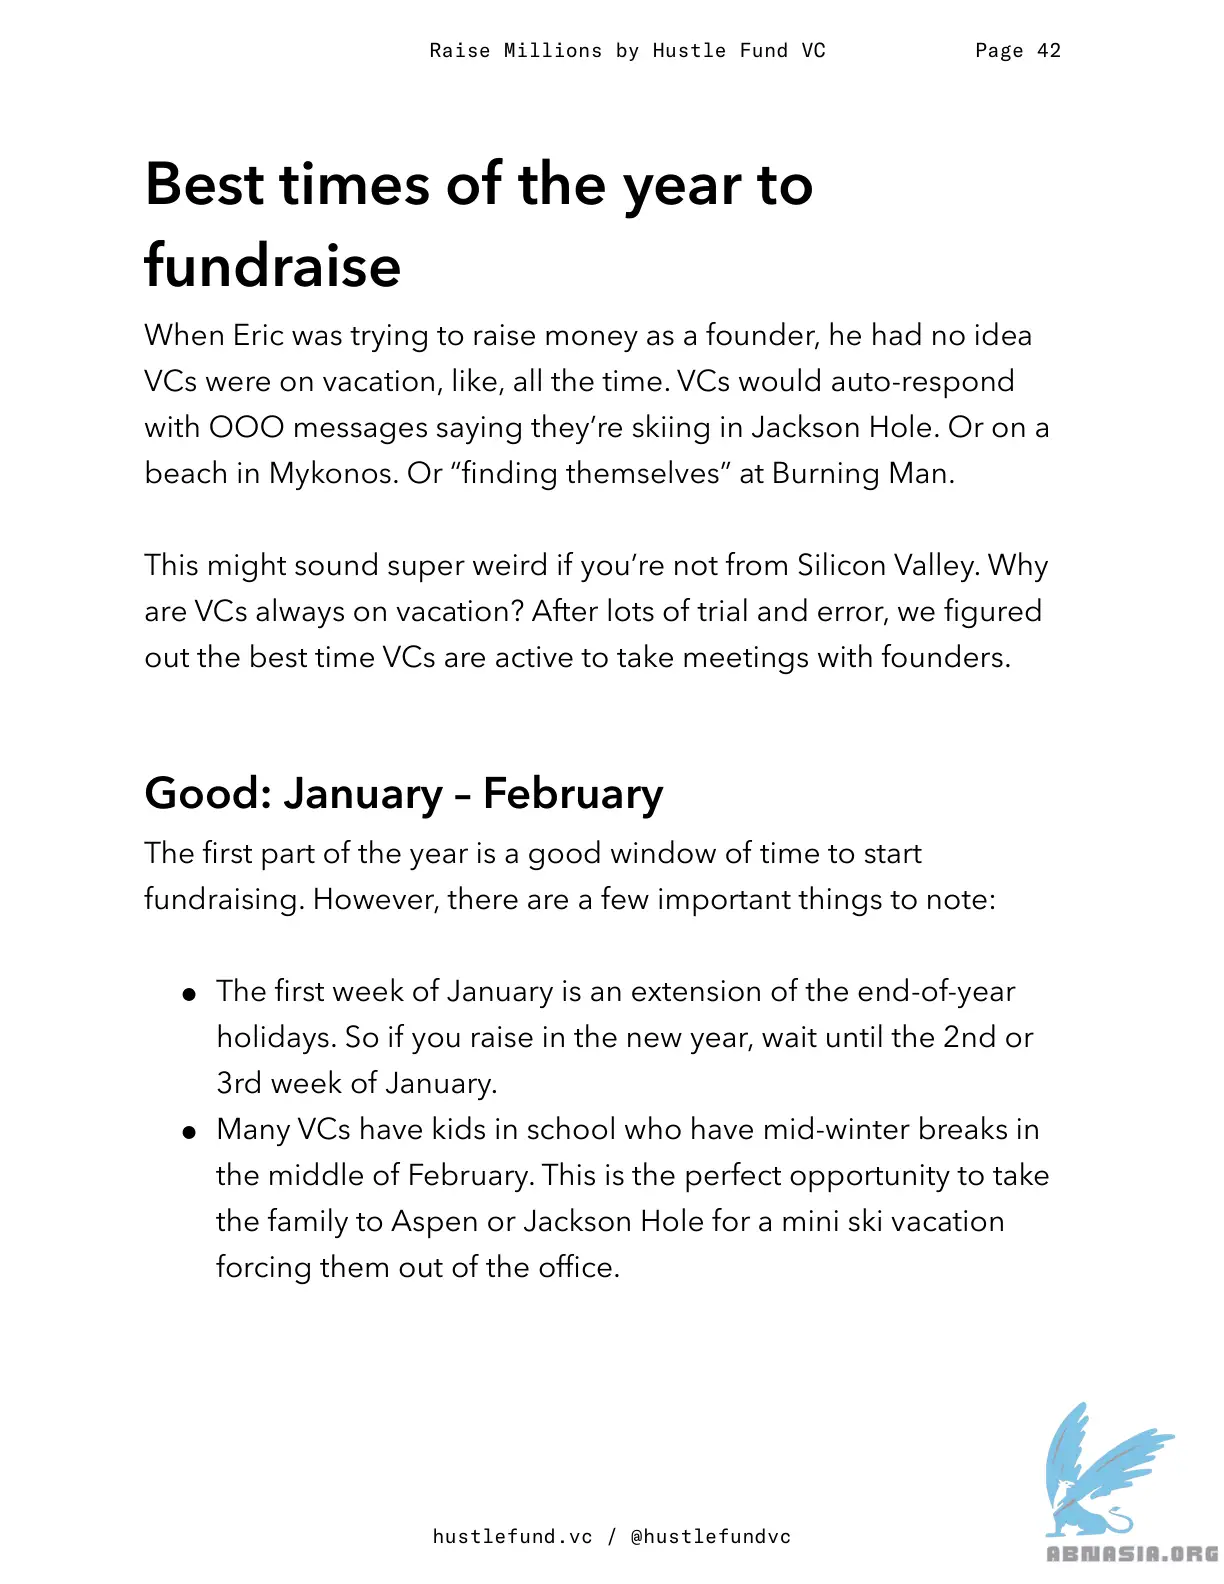 Raise Millions by Hustle Fund VC Page 42
Best times of the year to
fundraise
When Eric was trying to raise money as a founder, he had no idea
VCs were on vacation, like, all the time. VCs would auto-respond
with OOO messages saying they’re skiing in Jackson Hole. Or on a
beach in Mykonos. Or “finding themselves” at Burning Man.
This might sound super weird if you’re not from Silicon Valley. Why
are VCs always on vacation? After lots of trial and error, we figured
out the best time VCs are active to take meetings with founders.
Good: January – February
The first part of the year is a good window of time to start
fundraising. However, there are a few important things to note:
● The first week of January is an extension of the end-of-year
holidays. So if you raise in the new year, wait until the 2nd or
3rd week of January.
● Many VCs have kids in school who have mid-winter breaks in
the middle of February. This is the perfect opportunity to take
the family to Aspen or Jackson Hole for a mini ski vacation
forcing them out of the office.
hustlefund.vc / @hustlefundvc
ABNASIA.ORG